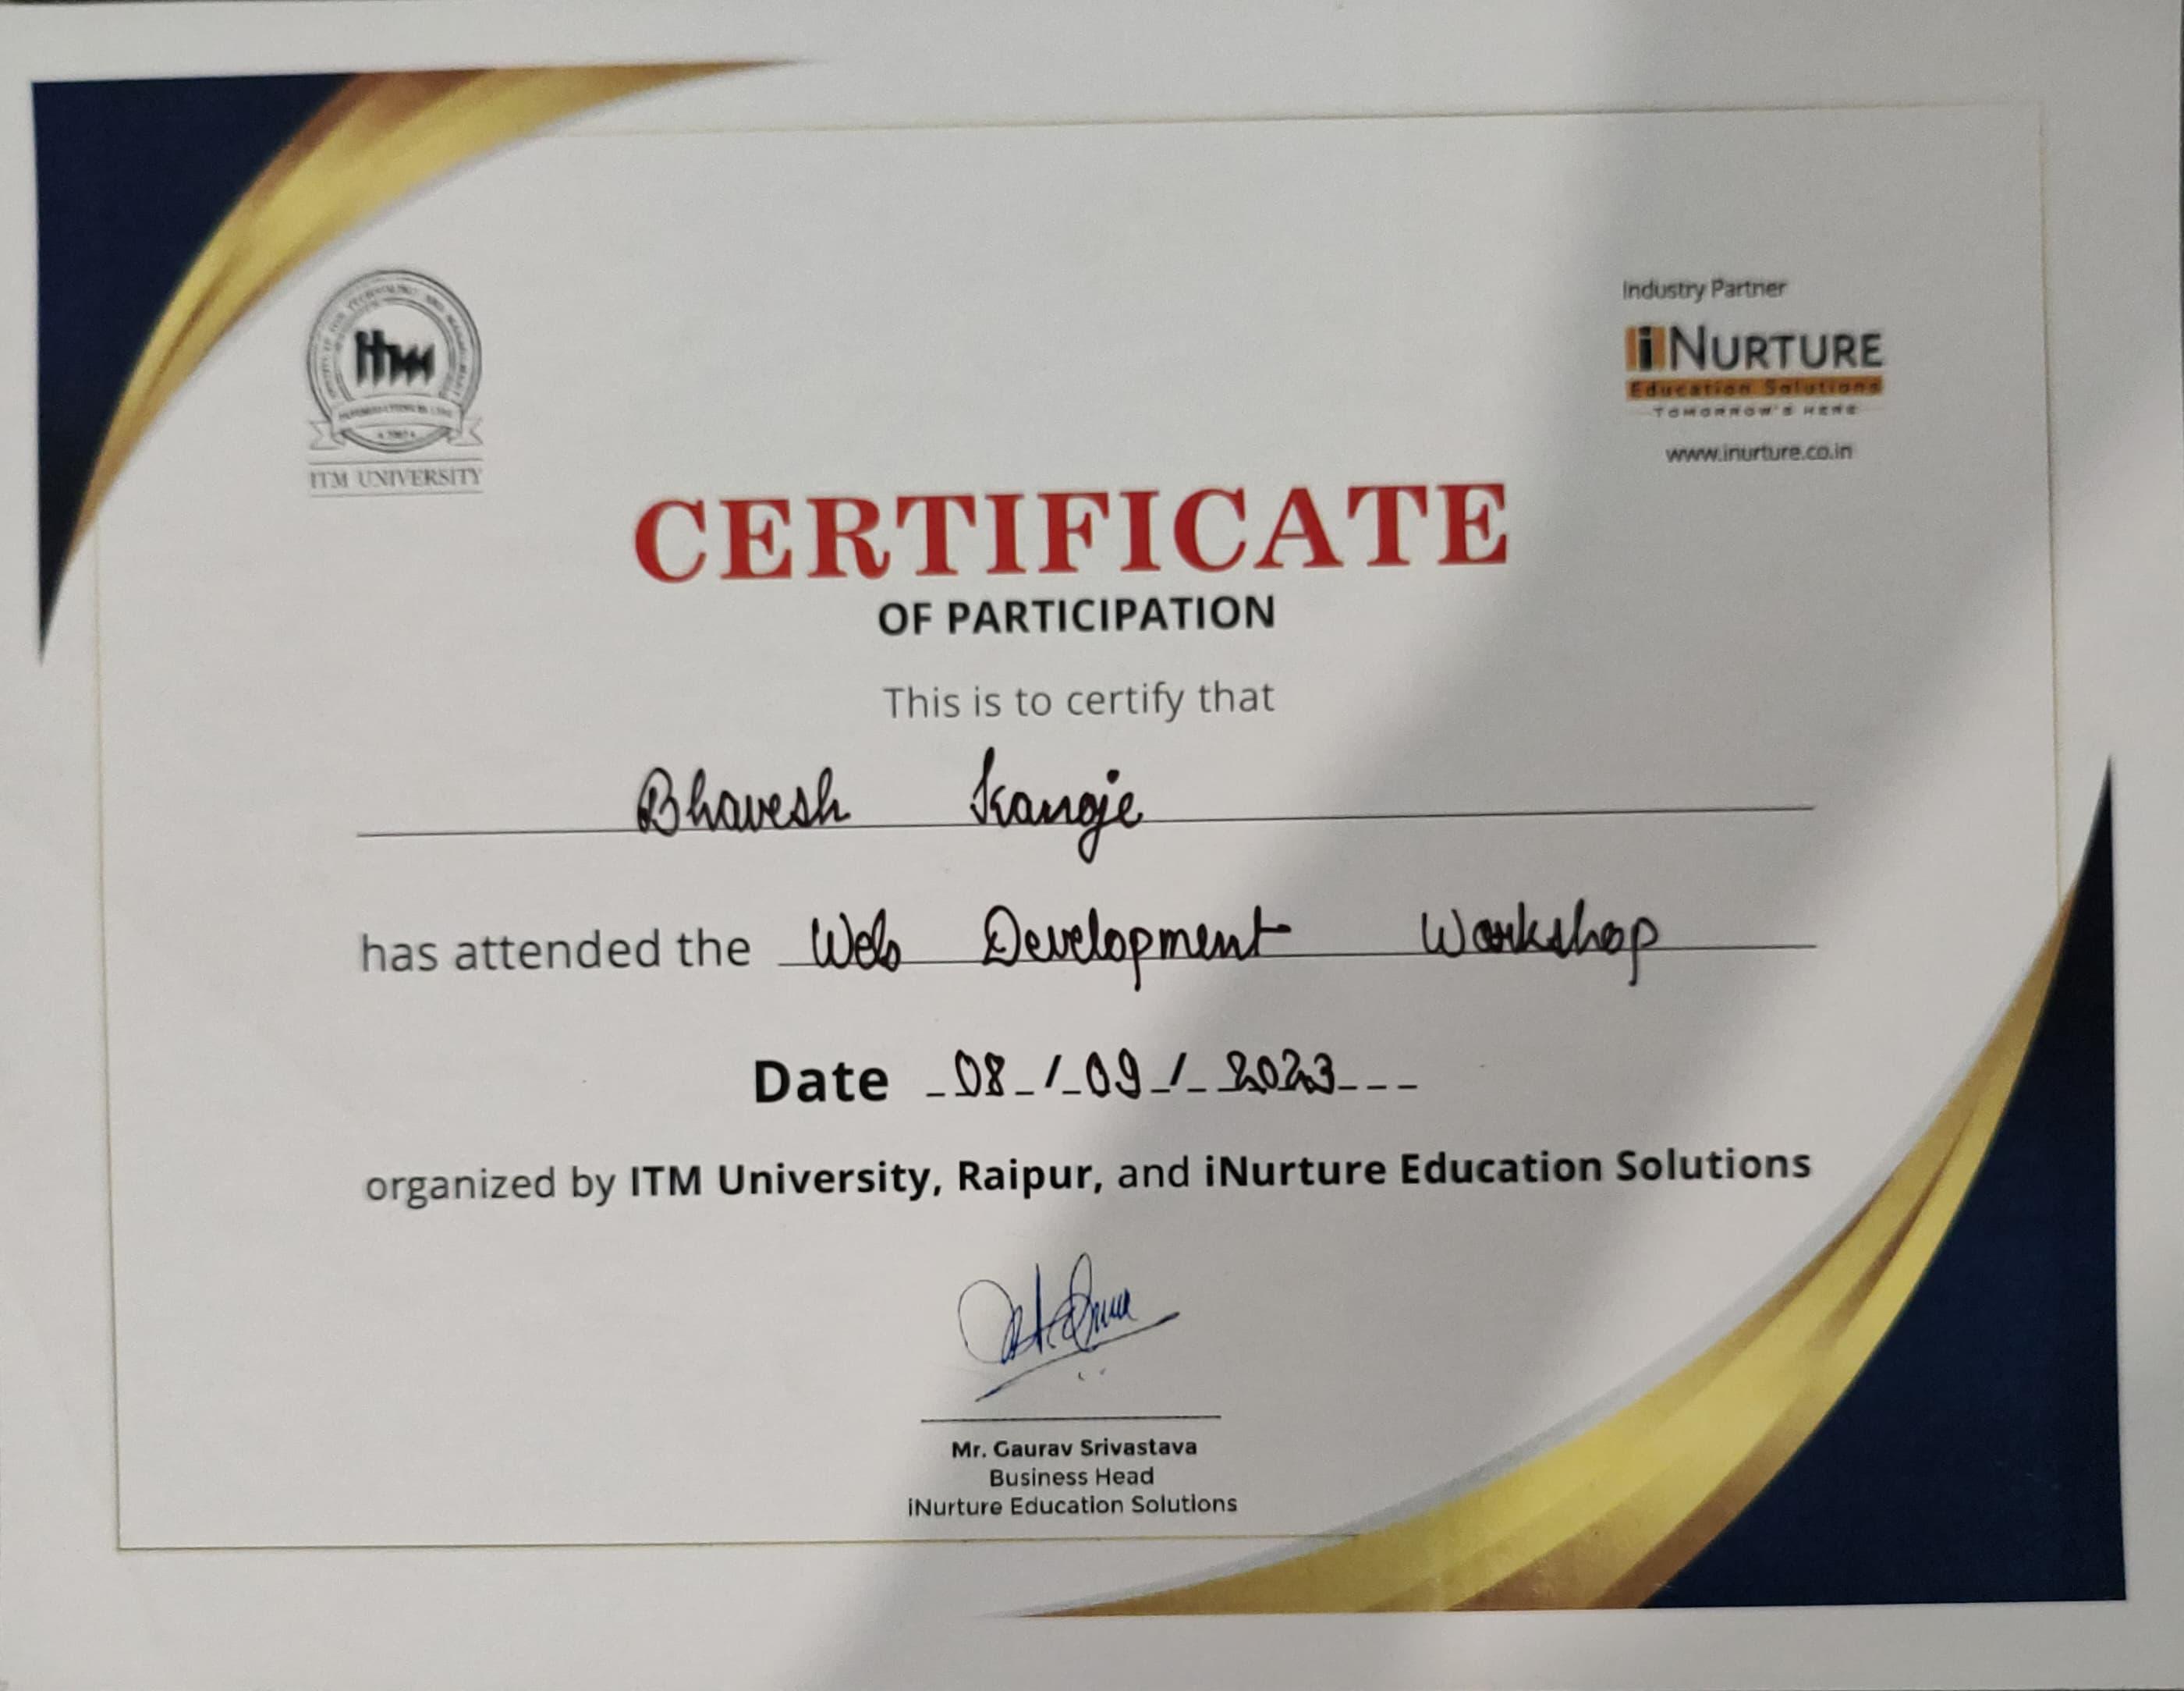 ITM
ITM UNIVERSITY
Industry Partner
iNURTURE
Education Solutions
TOMORROW'S HERE
www.inurture.co.in
CERTIFICATE
OF PARTICIPATION
This is to certify that
Bhavesh Kanoje
has attended the Web Development Workshop
Date 08 / 09 / 2023
organized by ITM University, Raipur, and iNurture Education Solutions
Mr. Gaurav Srivastava
Business Head
iNurture Education Solutions